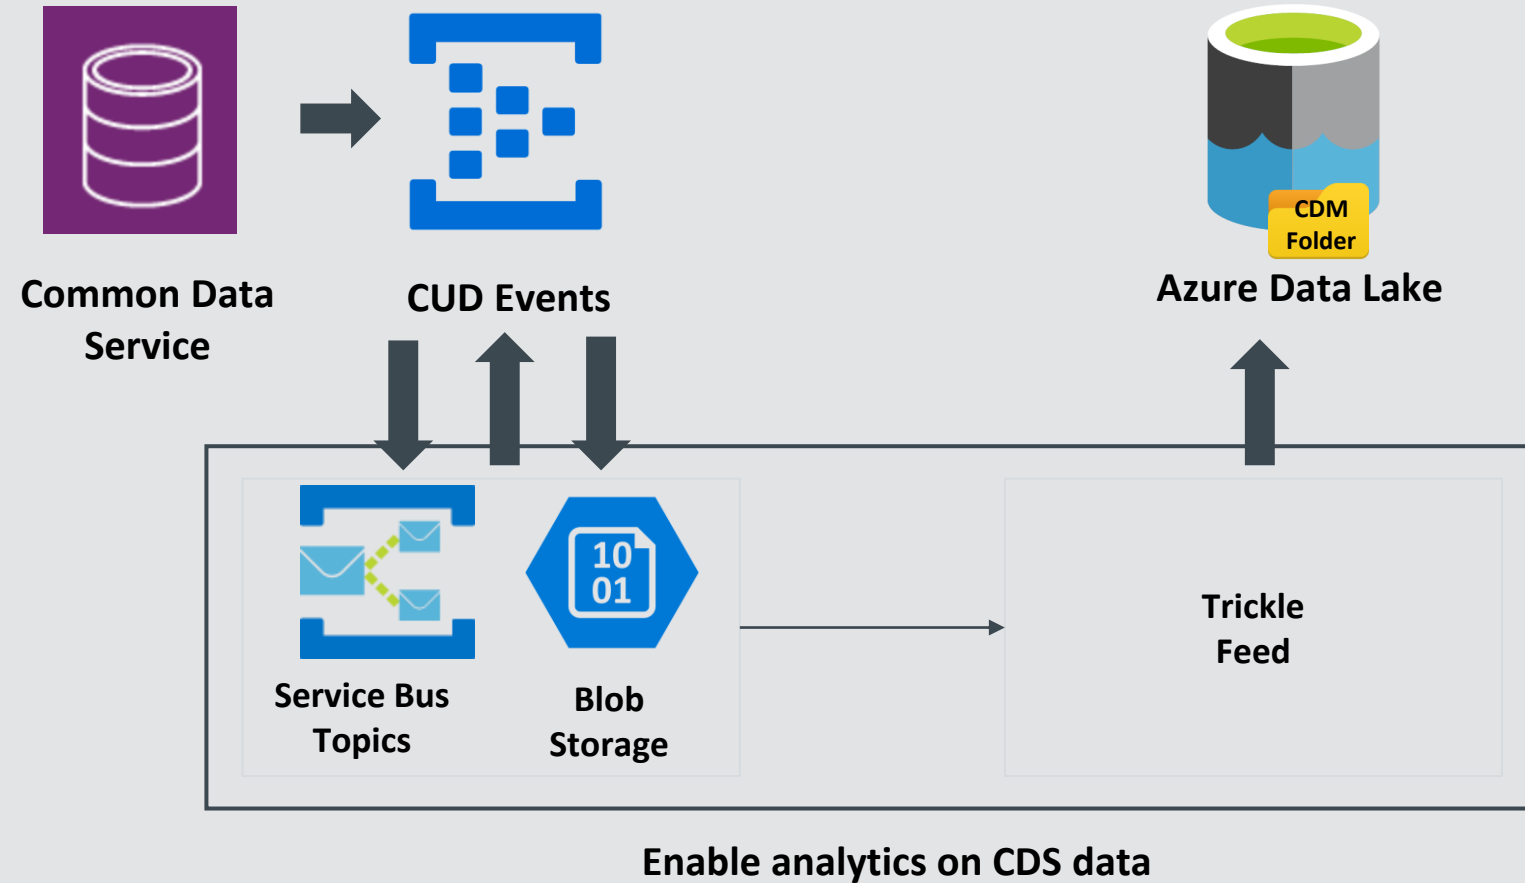 CDM
Folder
Common Data
Service
CUD Events
Azure Data Lake
10
01
Service Bus
Topics
Blob
Storage
Trickle
Feed
Enable analytics on CDS data